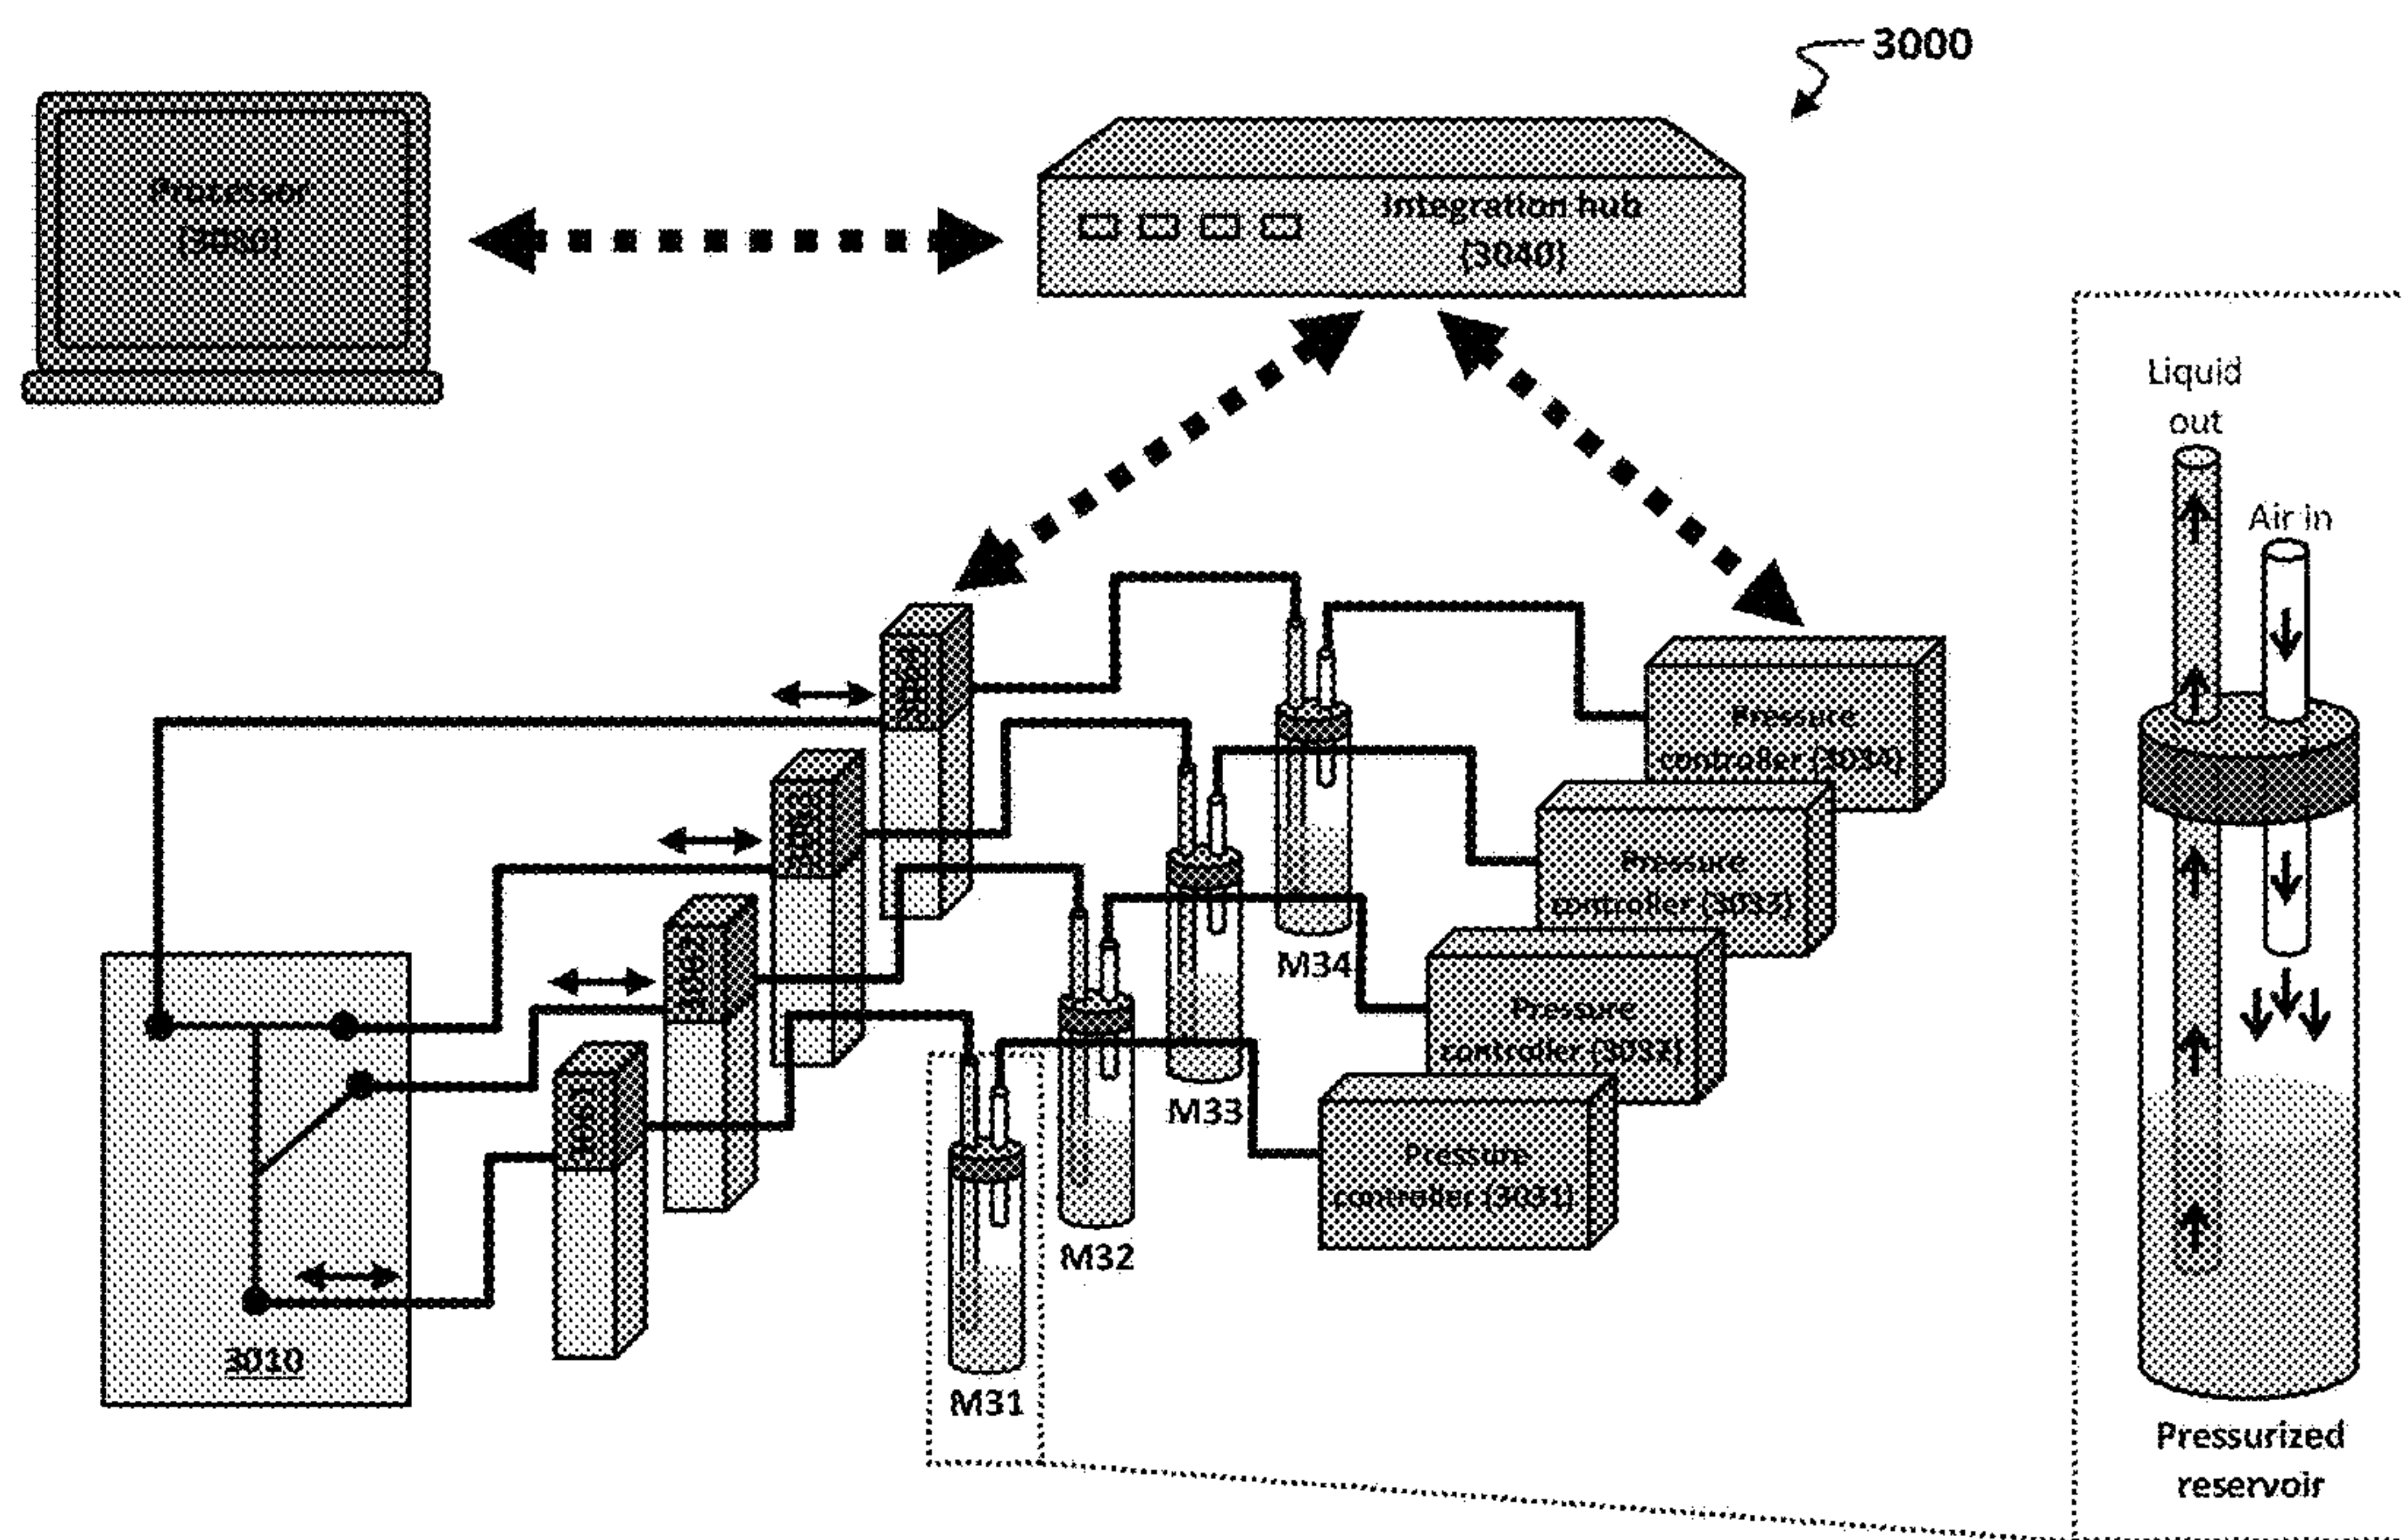 3000
Processor
(3080)
Integration hub
(3040)
Liquid
out
Air in
Pressure
controller (3034)
Pressure
controller (3033)
M34
Pressure
controller (3032)
M33
Pressure
controller (3031)
M32
3010
M31
Pressurized
reservoir